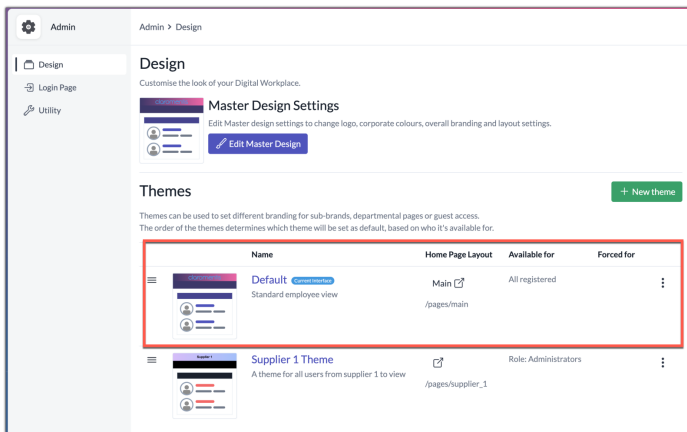 Admin
Admin > Design
Design
Login Page
Utility
Design
Customise the look of your Digital Workplace.
Master Design Settings
Edit Master design settings to change logo, corporate colours, overall branding and layout settings.
Edit Master Design
Themes
+ New theme
Themes can be used to set different branding for sub-brands, departmental pages or guest access.
The order of the themes determines which theme will be set as default, based on who it's available for.
Name Home Page Layout Available for Forced for
Default Current Interface Main All registered
Standard employee view
/pages/main
Supplier 1
Supplier 1 Theme Role: Administrators
A theme for all users from supplier 1 to view
/pages/supplier_1